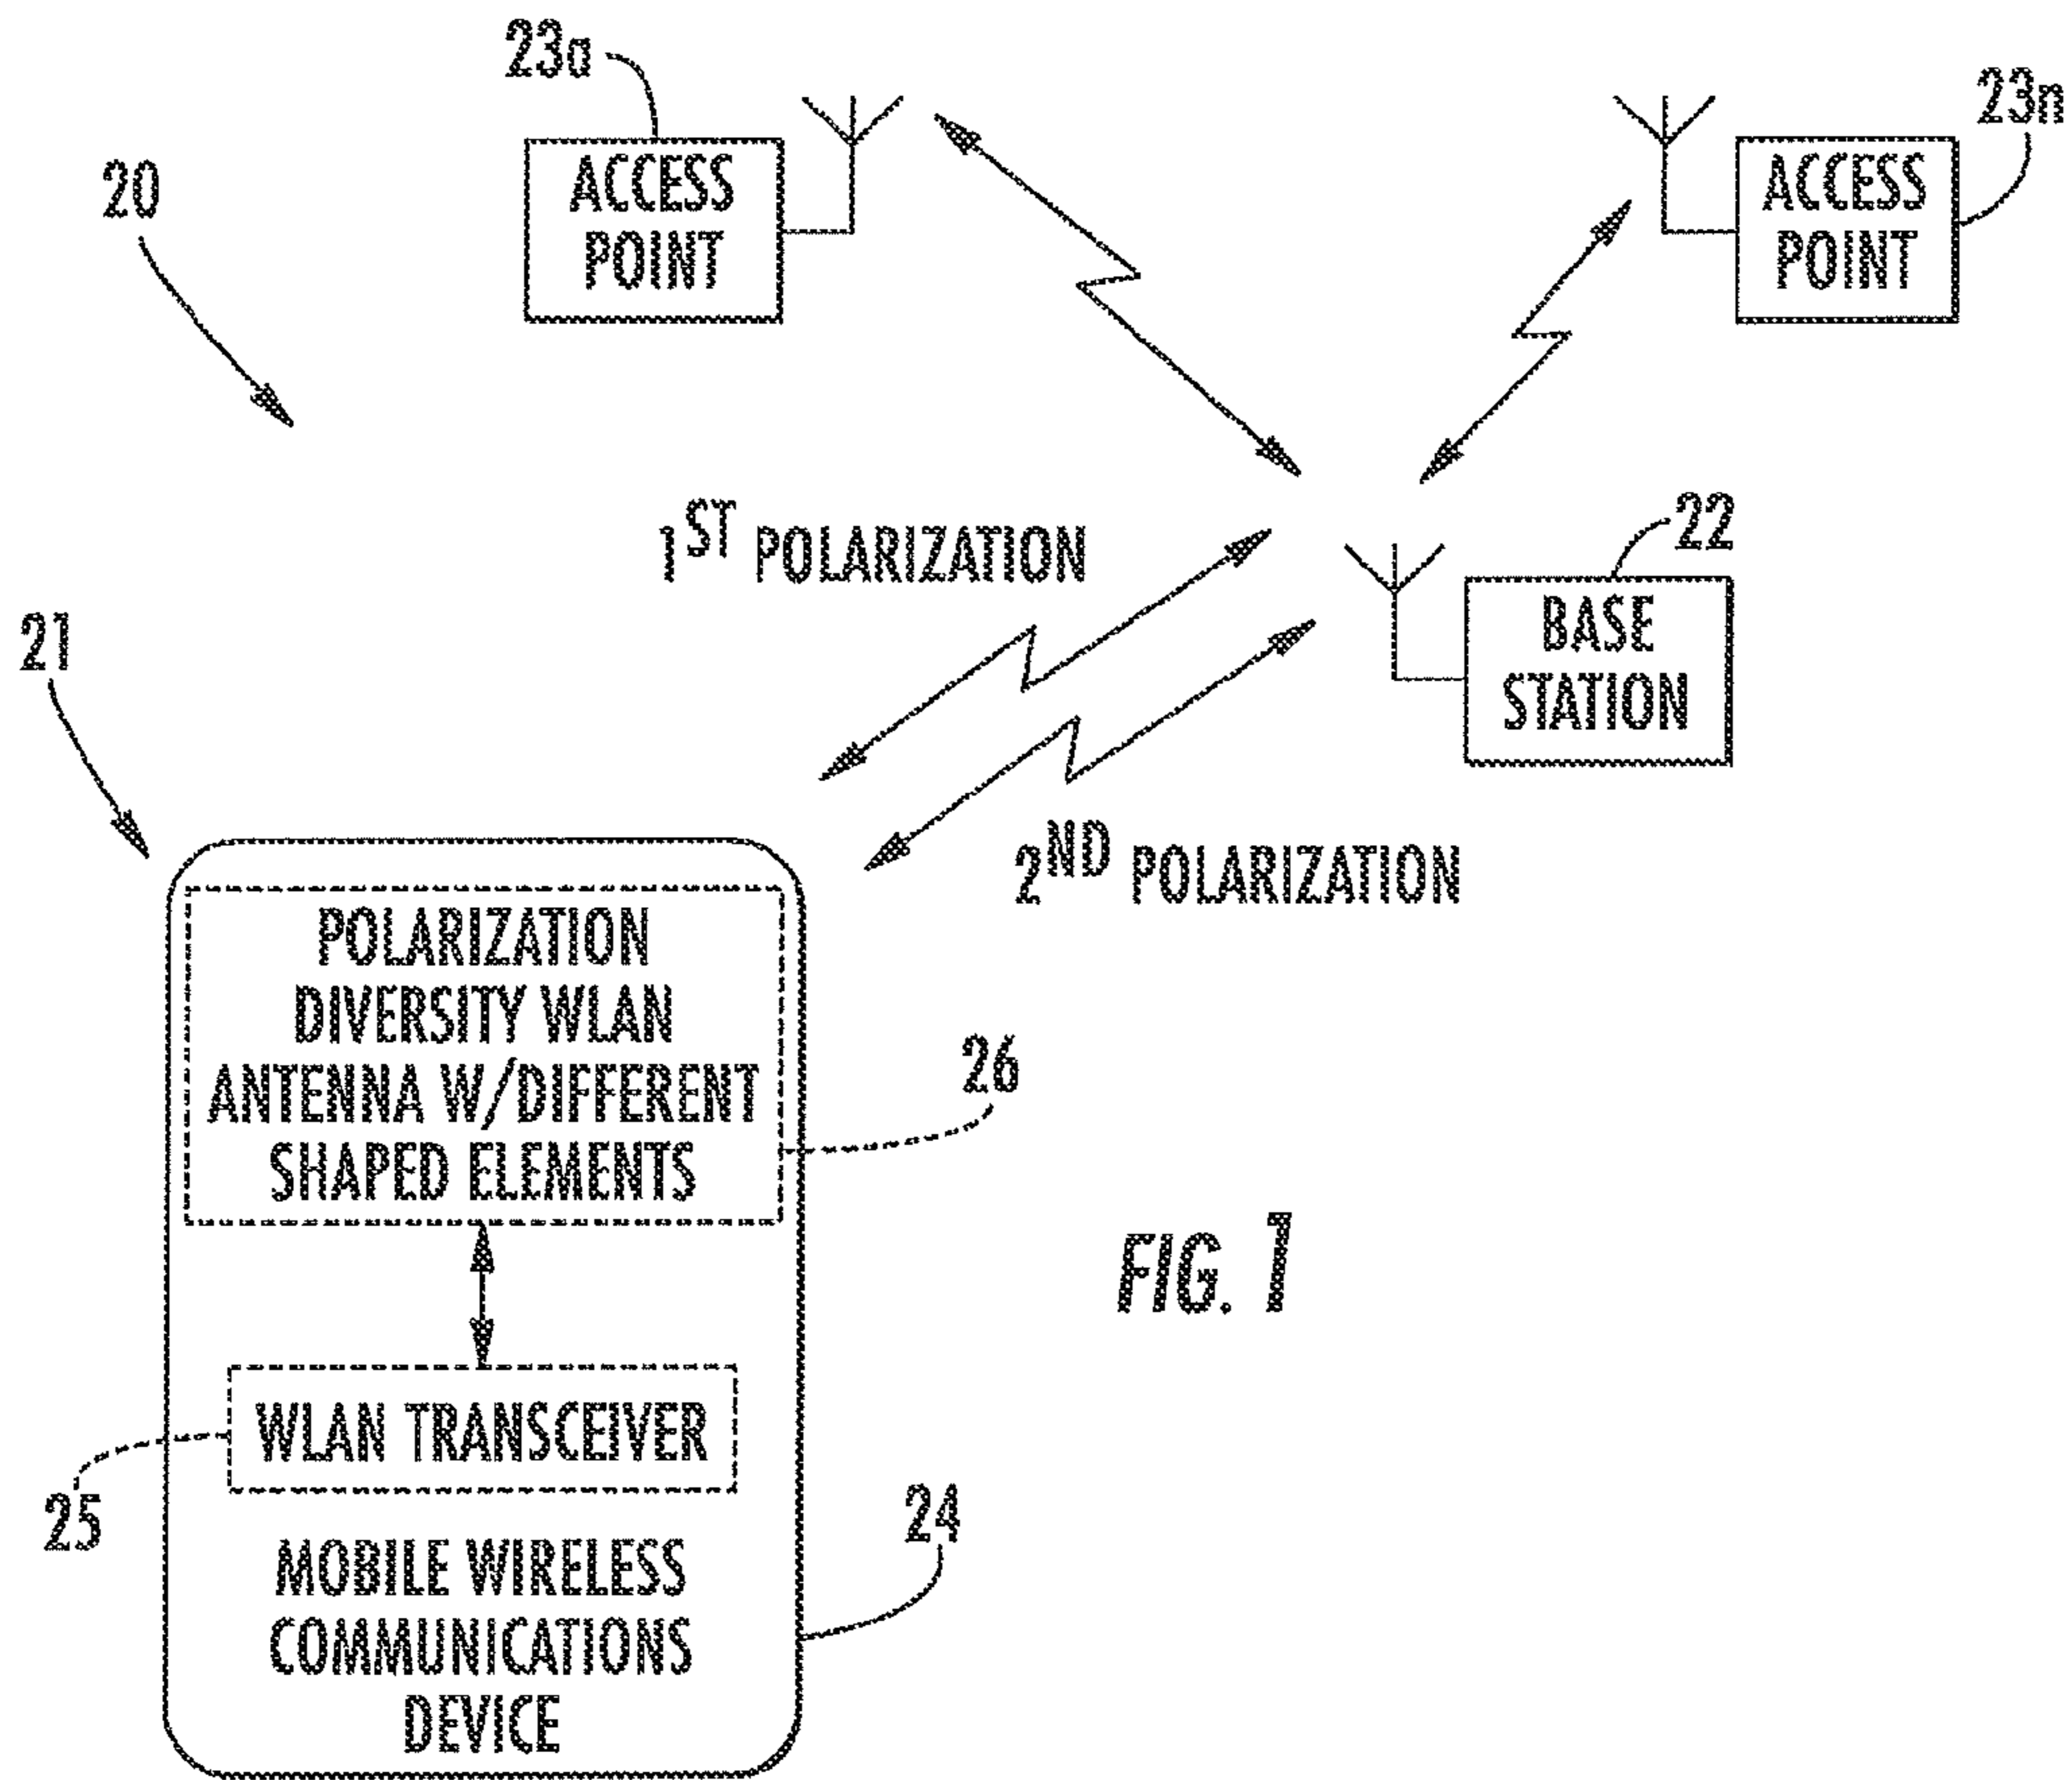 23a
23n
ACCESS
POINT
ACCESS
POINT
20
1ST POLARIZATION
22
BASE
STATION
21
2ND POLARIZATION
POLARIZATION
DIVERSITY WLAN
ANTENNA W/DIFFERENT
SHAPED ELEMENTS
26
FIG. 1
WLAN TRANSCEIVER
25
24
MOBILE WIRELESS
COMMUNICATIONS
DEVICE